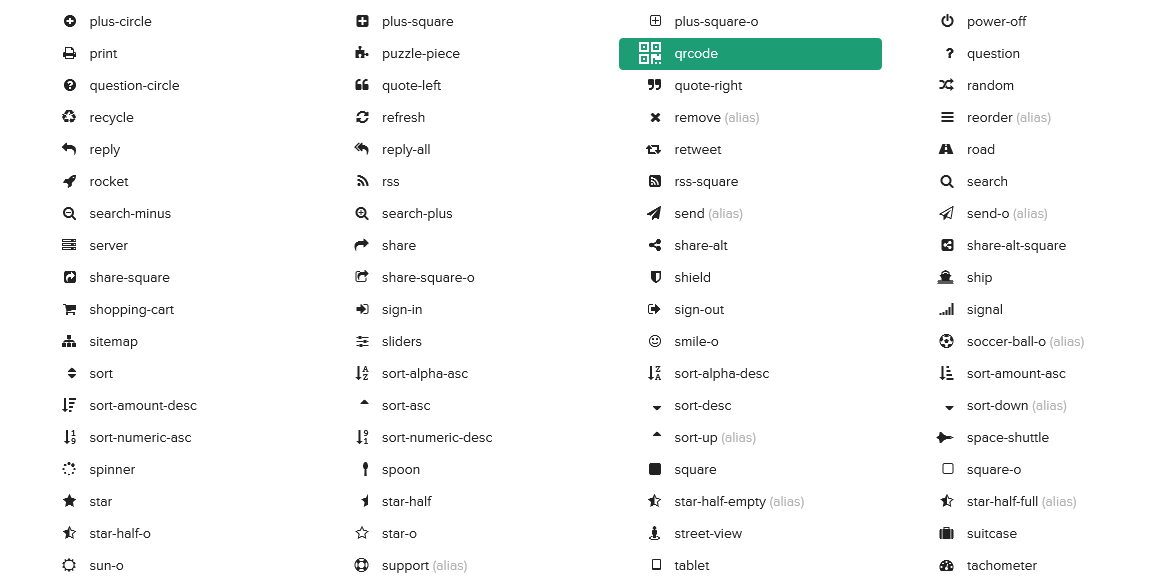 plus-circle plus-square plus-square-o power-off
print puzzle-piece qrcode question
question-circle quote-left quote-right random
recycle refresh remove (alias) reorder (alias)
reply reply-all retweet road
rocket rss rss-square search
search-minus search-plus send (alias) send-o (alias)
server share share-alt share-alt-square
share-square share-square-o shield ship
shopping-cart sign-in sign-out signal
sitemap sliders smile-o soccer-ball-o (alias)
sort sort-alpha-asc sort-alpha-desc sort-amount-asc
sort-amount-desc sort-asc sort-desc sort-down (alias)
sort-numeric-asc sort-numeric-desc sort-up (alias) space-shuttle
spinner spoon square square-o
star star-half star-half-empty (alias) star-half-full (alias)
star-half-o star-o street-view suitcase
sun-o support (alias) tablet tachometer